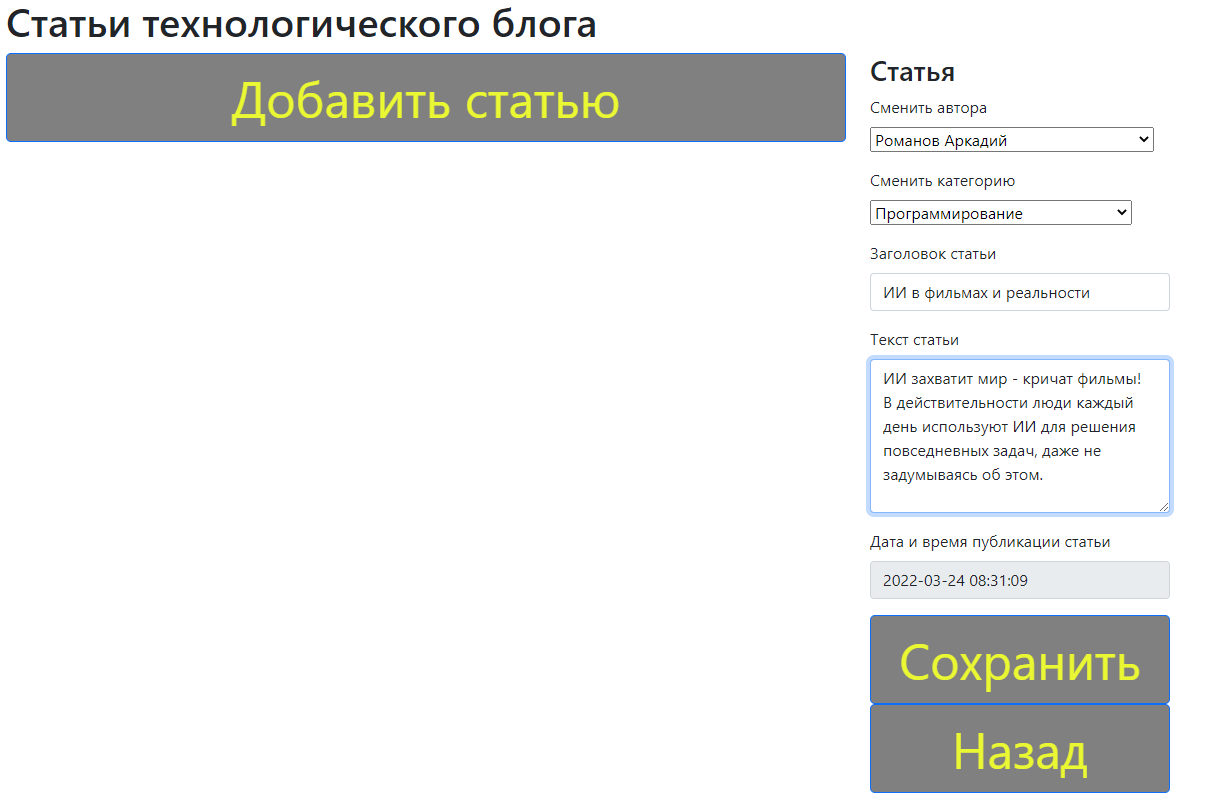 Статьи технологического блога
Добавить статью
Статья
Сменить автора
Романов Аркадий
Сменить категорию
Программирование
Заголовок статьи
ИИ в фильмах и реальности
Текст статьи
ИИ захватит мир - кричат фильмы!
В действительности люди каждый
день используют ИИ для решения
повседневных задач, даже не
задумываясь об этом.
Дата и время публикации статьи
2022-03-24 08:31:09
Сохранить
Назад